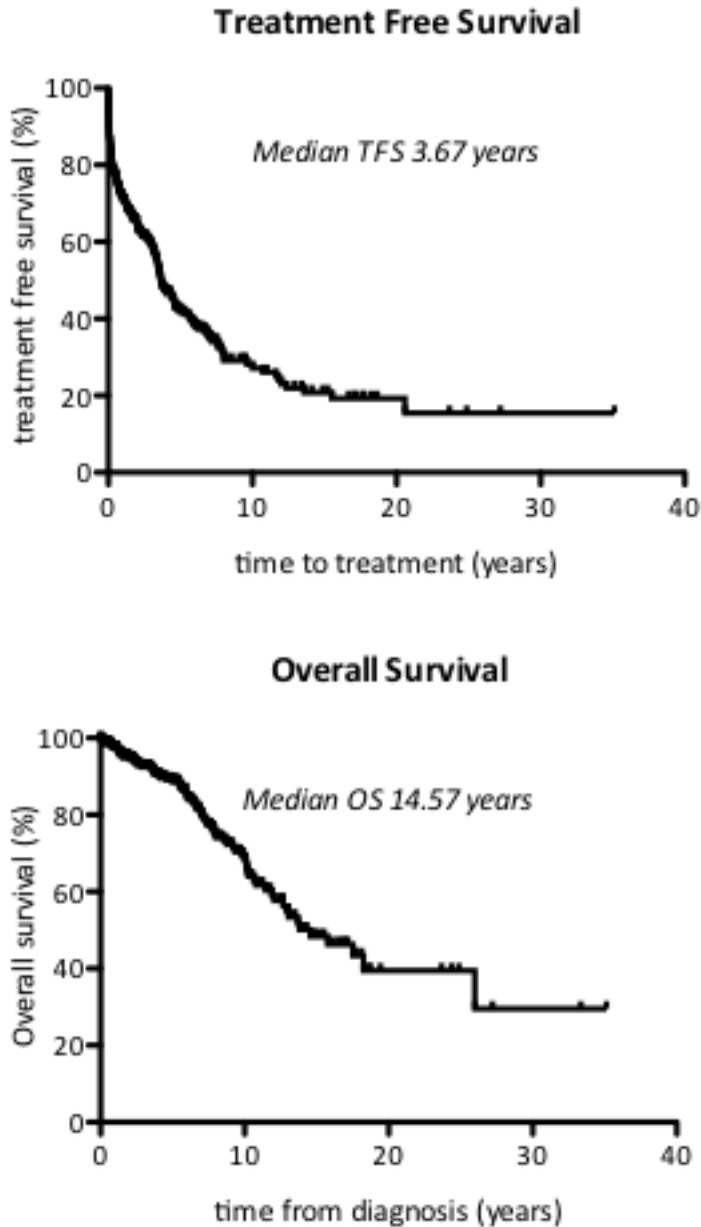 Treatment Free Survival
100
80
60
40
20
0
treatment free survival (%)
Median TFS 3.67 years
0 10 20 30 40
time to treatment (years)
Overall Survival
100
80
60
40
20
0
Overall survival (%)
Median OS 14.57 years
0 10 20 30 40
time from diagnosis (years)